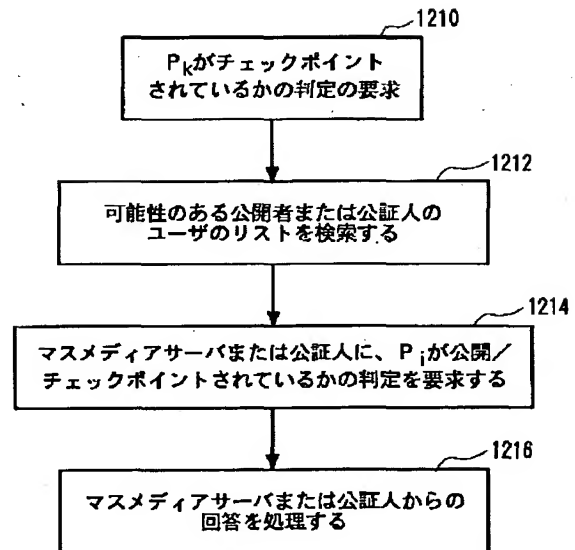 1210
Pkがチェックポイント
されているかの判定の要求
1212
可能性のある公開者または公証人の
ユーザのリストを検索する
1214
マスメディアサーバまたは公証人に、Piが公開/
チェックポイントされているかの判定を要求する
1216
マスメディアサーバまたは公証人からの
回答を処理する